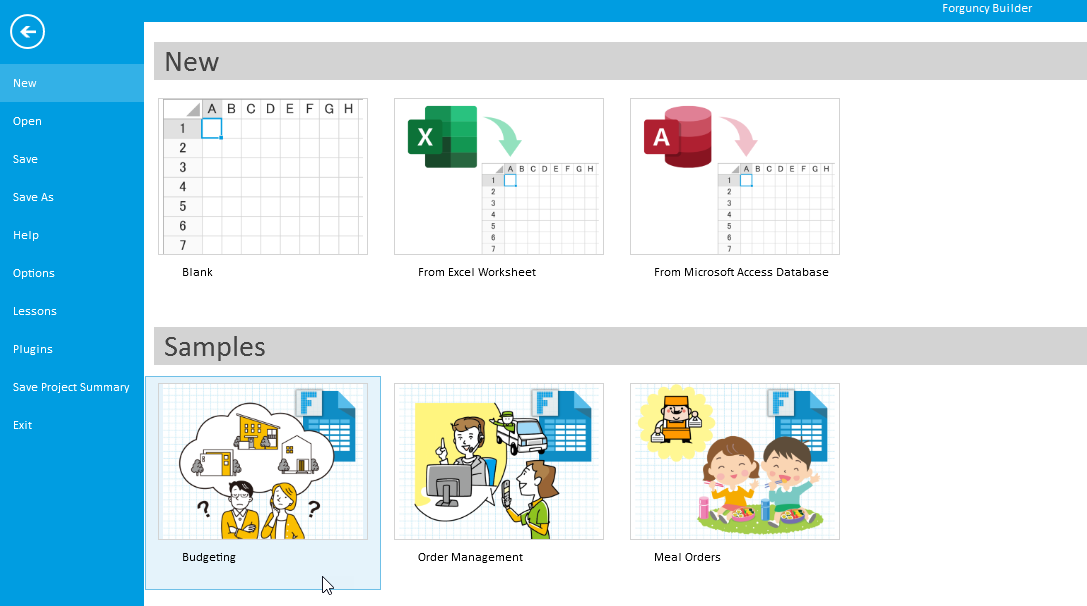 Forguncy Builder
New
Open
Save
Save As
Help
Options
Lessons
Plugins
Save Project Summary
Exit
New
A B C D E F G H
1
2
3
4
5
6
7
Blank
X
A B C D E F G H
1
2
3
4
5
6
7
From Excel Worksheet
A
A B C D E F G H
1
2
3
4
5
6
7
From Microsoft Access Database
Samples
F
? ?
Budgeting
F
Order Management
F
Meal Orders